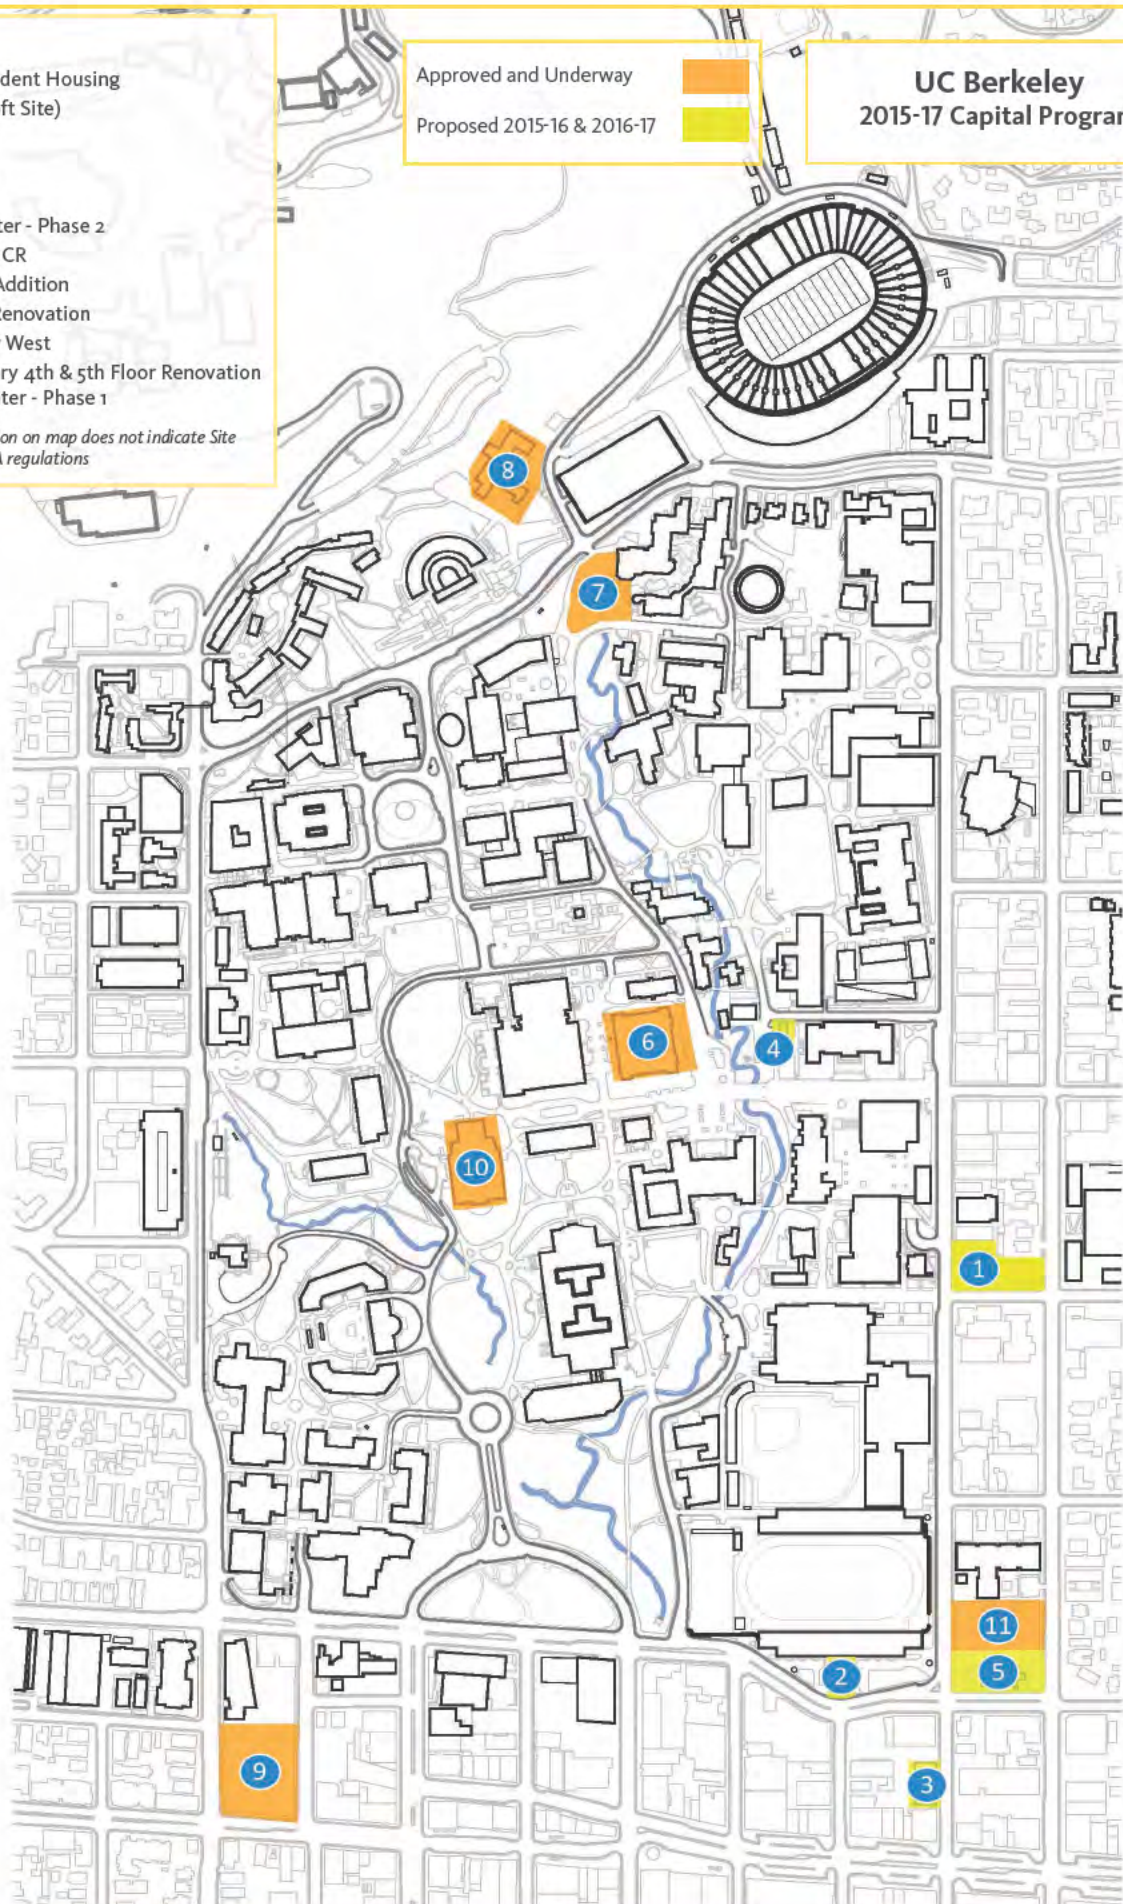 dent Housing
ft Site)
ter - Phase 2
CR
Addition
Renovation
West
ry 4th & 5th Floor Renovation
ter - Phase 1
on on map does not indicate Site
A regulations
Approved and Underway
Proposed 2015-16 & 2016-17
UC Berkeley
2015-17 Capital Program
8
7
6
4
10
1
11
5
2
9
3